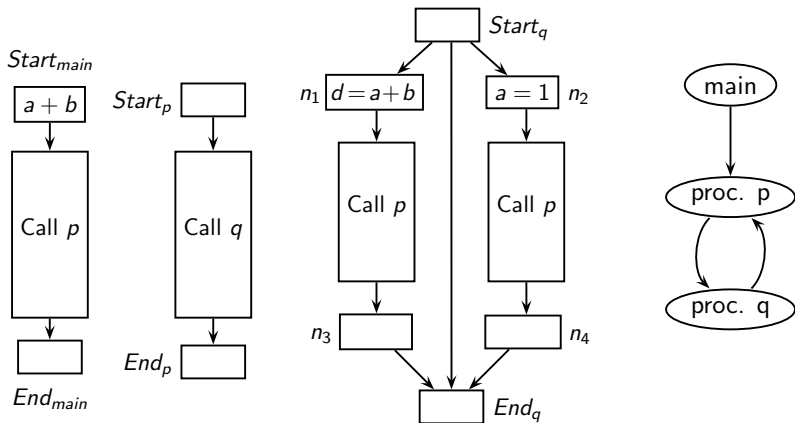 Start_q
Start_main
a + b
Call p
End_main
Start_p
Call q
End_p
n_1
d = a+b
Call p
n_3
a = 1
n_2
Call p
n_4
End_q
main
proc. p
proc. q